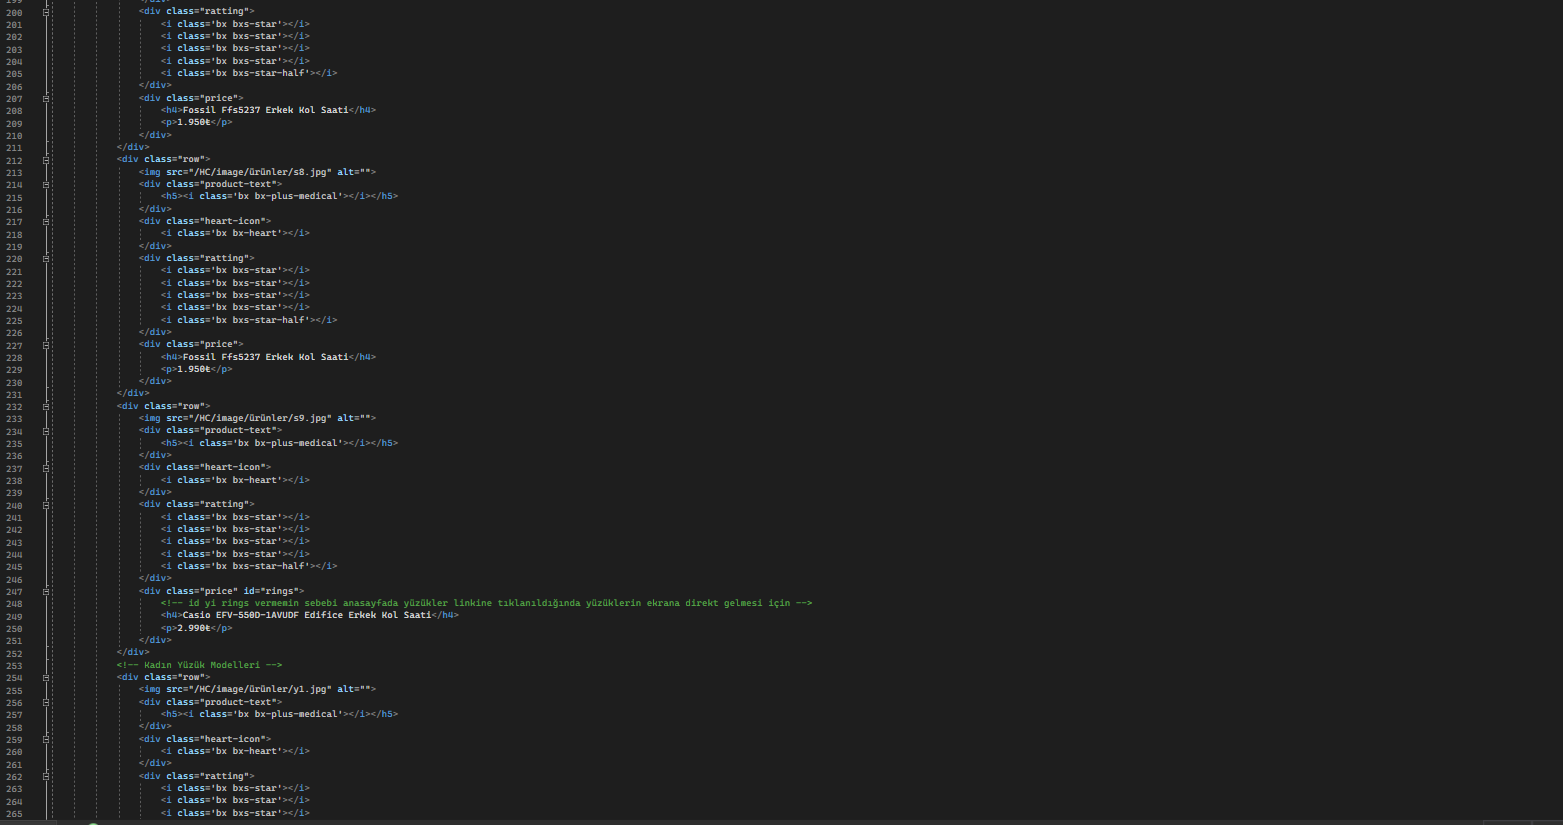 199 </div>
200 <div class="ratting">
201 <i class='bx bxs-star'></i>
202 <i class='bx bxs-star'></i>
203 <i class='bx bxs-star'></i>
204 <i class='bx bxs-star'></i>
205 <i class='bx bxs-star-half'></i>
206 </div>
207 <div class="price">
208 <h4>Fossil Ffs5237 Erkek Kol Saati</h4>
209 <p>1.950₺</p>
210 </div>
211 </div>
212 <div class="row">
213 <img src="/HC/image/ürünler/s8.jpg" alt="">
214 <div class="product-text">
215 <h5><i class='bx bx-plus-medical'></i></h5>
216 </div>
217 <div class="heart-icon">
218 <i class='bx bx-heart'></i>
219 </div>
220 <div class="ratting">
221 <i class='bx bxs-star'></i>
222 <i class='bx bxs-star'></i>
223 <i class='bx bxs-star'></i>
224 <i class='bx bxs-star'></i>
225 <i class='bx bxs-star-half'></i>
226 </div>
227 <div class="price">
228 <h4>Fossil Ffs5237 Erkek Kol Saati</h4>
229 <p>1.950₺</p>
230 </div>
231 </div>
232 <div class="row">
233 <img src="/HC/image/ürünler/s9.jpg" alt="">
234 <div class="product-text">
235 <h5><i class='bx bx-plus-medical'></i></h5>
236 </div>
237 <div class="heart-icon">
238 <i class='bx bx-heart'></i>
239 </div>
240 <div class="ratting">
241 <i class='bx bxs-star'></i>
242 <i class='bx bxs-star'></i>
243 <i class='bx bxs-star'></i>
244 <i class='bx bxs-star'></i>
245 <i class='bx bxs-star-half'></i>
246 </div>
247 <div class="price" id="rings">
248 <!-- id yi rings vermemin sebebi anasayfada yüzükler linkine tıklanıldığında yüzüklerin ekrana direkt gelmesi için -->
249 <h4>Casio EFV-550D-1AVUDF Edifice Erkek Kol Saati</h4>
250 <p>2.990₺</p>
251 </div>
252 </div>
253 <!-- Kadın Yüzük Modelleri -->
254 <div class="row">
255 <img src="/HC/image/ürünler/y1.jpg" alt="">
256 <div class="product-text">
257 <h5><i class='bx bx-plus-medical'></i></h5>
258 </div>
259 <div class="heart-icon">
260 <i class='bx bx-heart'></i>
261 </div>
262 <div class="ratting">
263 <i class='bx bxs-star'></i>
264 <i class='bx bxs-star'></i>
265 <i class='bx bxs-star'></i>